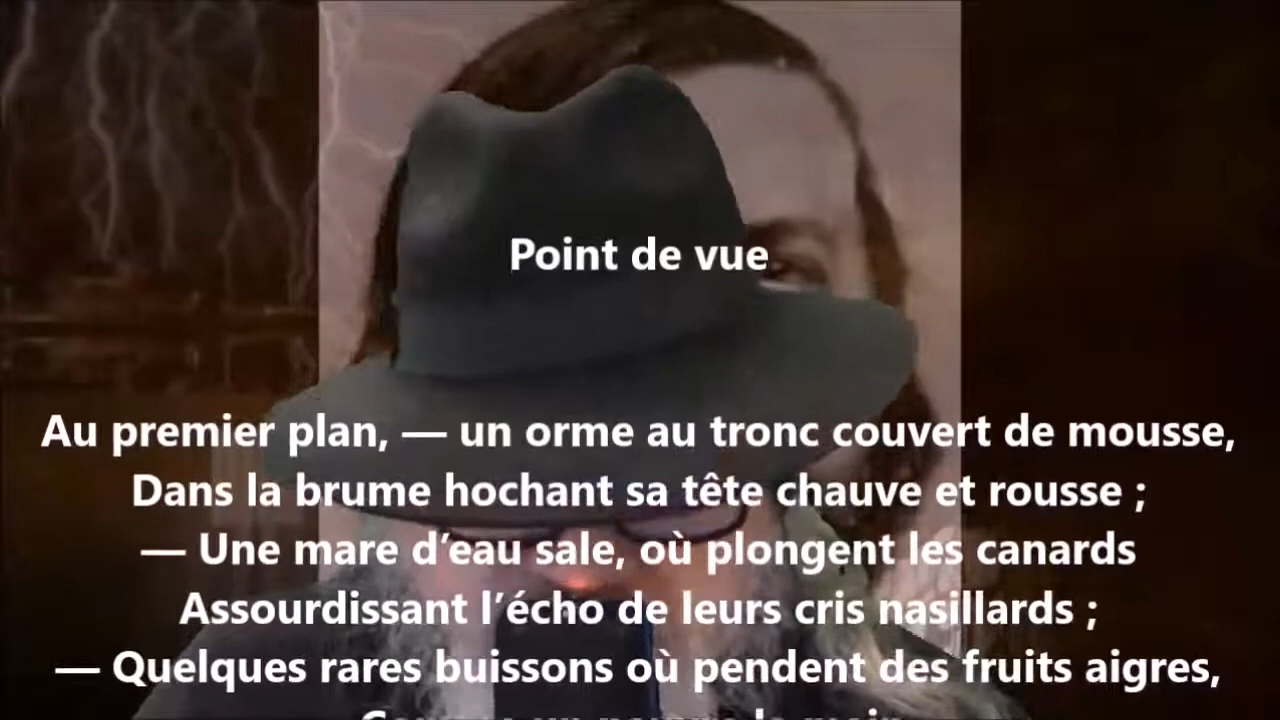 Point de vue
Au premier plan, — un orme au tronc couvert de mousse,
Dans la brume hochant sa tête chauve et rousse ;
— Une mare d’eau sale, où plongent les canards
Assourdissant l’écho de leurs cris nasillards ;
— Quelques rares buissons où pendent des fruits aigres,